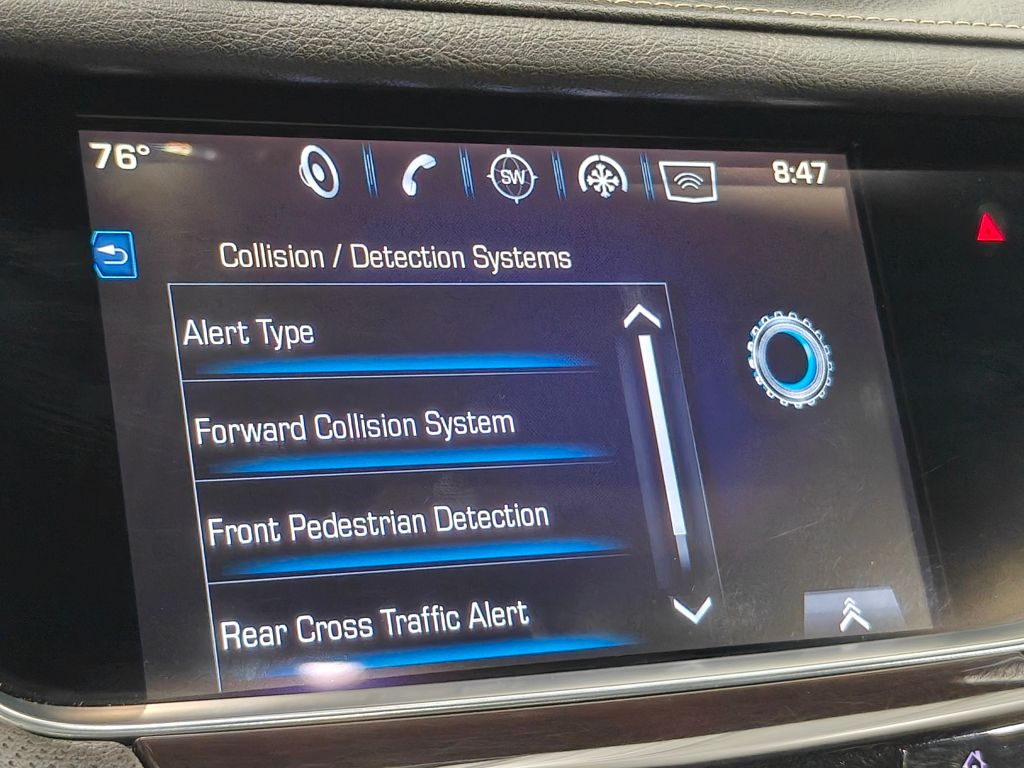 76°
SW
8:47
Collision / Detection Systems
Alert Type
Forward Collision System
Front Pedestrian Detection
Rear Cross Traffic Alert